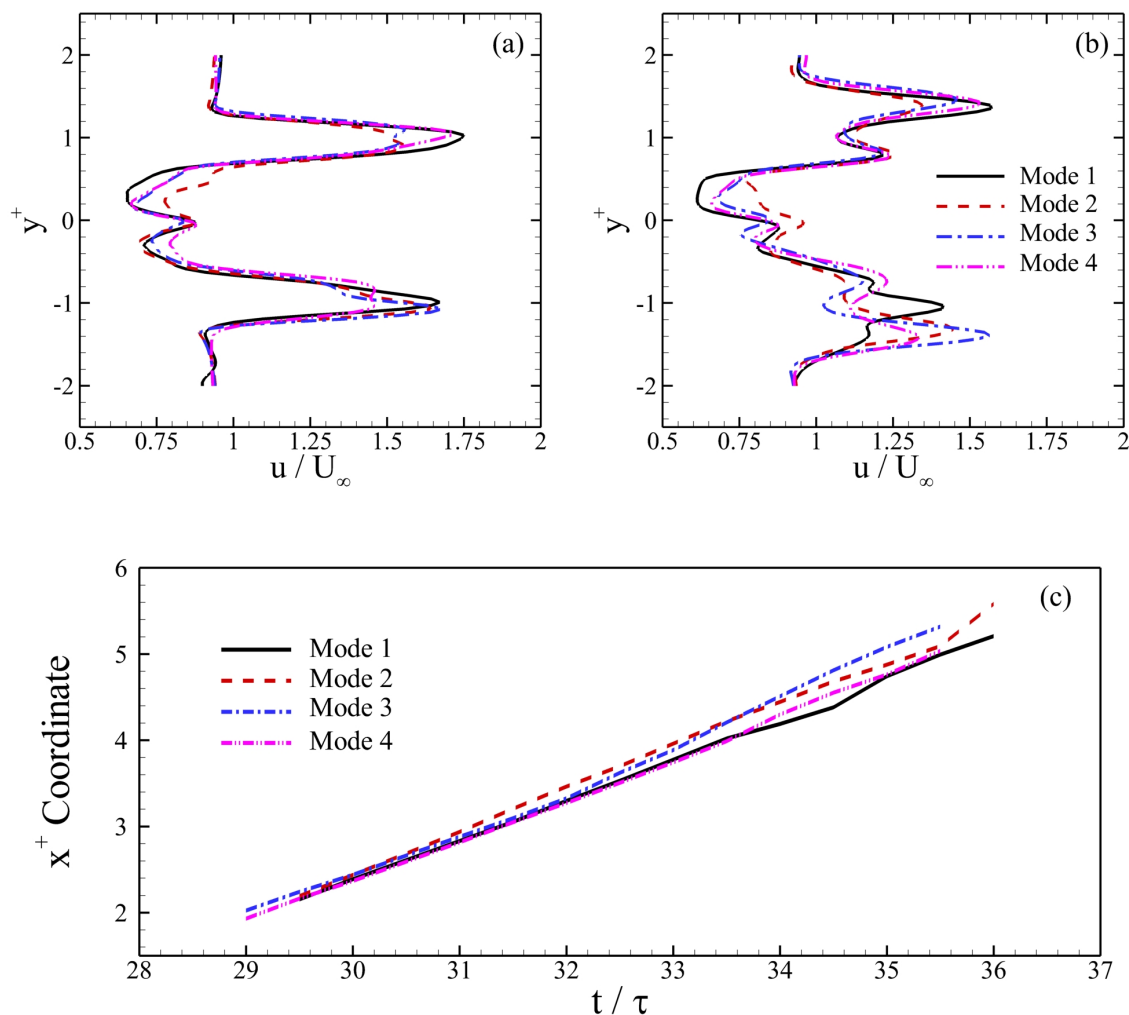 (a)
2
1
0
-1
-2
y+
0.5 0.75 1 1.25 1.5 1.75 2
u / U∞
(b)
2
1
0
-1
-2
y+
Mode 1
Mode 2
Mode 3
Mode 4
0.5 0.75 1 1.25 1.5 1.75 2
u / U∞
(c)
6
5
4
3
2
x+ Coordinate
Mode 1
Mode 2
Mode 3
Mode 4
28 29 30 31 32 33 34 35 36 37
t / τ